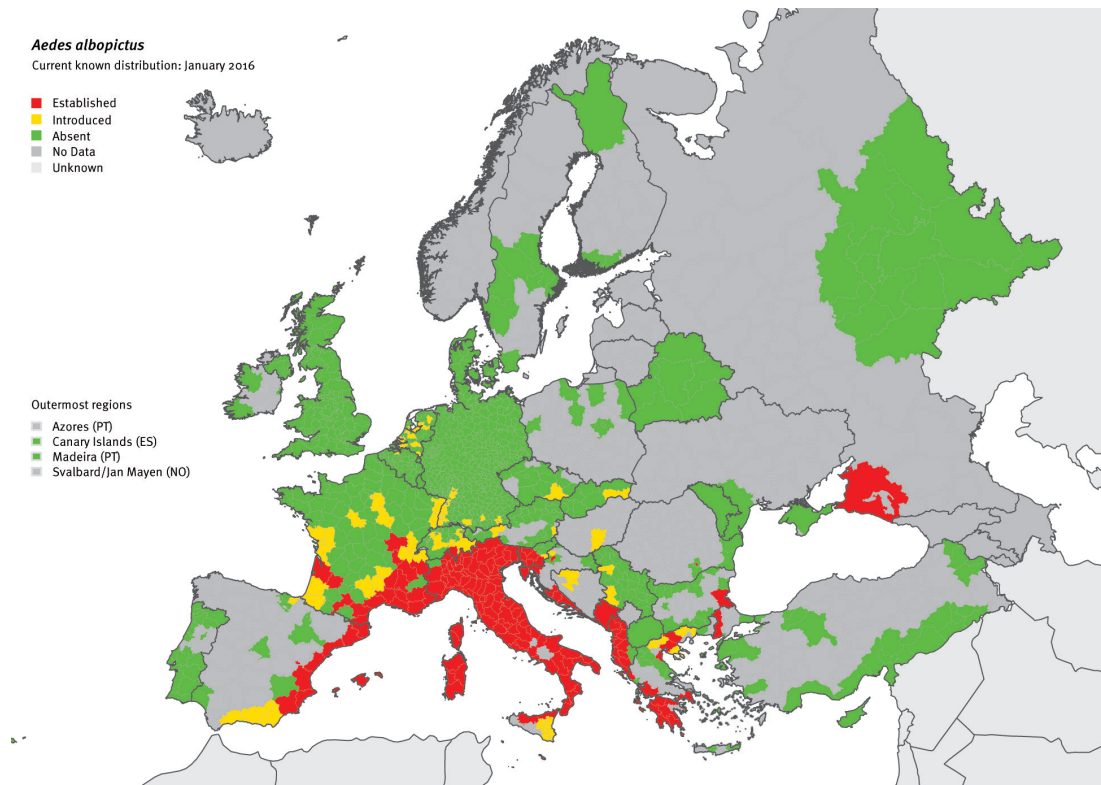 Aedes albopictus
Current known distribution: January 2016
Established
Introduced
Absent
No Data
Unknown
Outermost regions
Azores (PT)
Canary Islands (ES)
Madeira (PT)
Svalbard/Jan Mayen (NO)